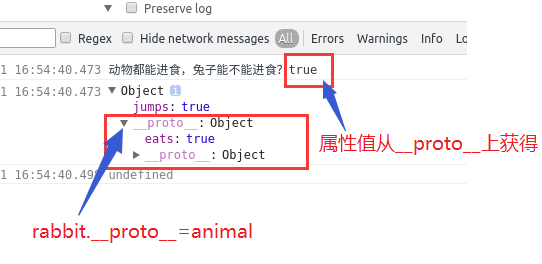 Preserve log
Regex Hide network messages All Errors Warnings Info
1 16:54:40.473 动物都能进食，兔子能不能进食？true
1 16:54:40.473 Object i
jumps: true
__proto__: Object
eats: true
__proto__: Object
属性值从__proto__上获得
1 16:54:40.498 undefined
rabbit.__proto__=animal